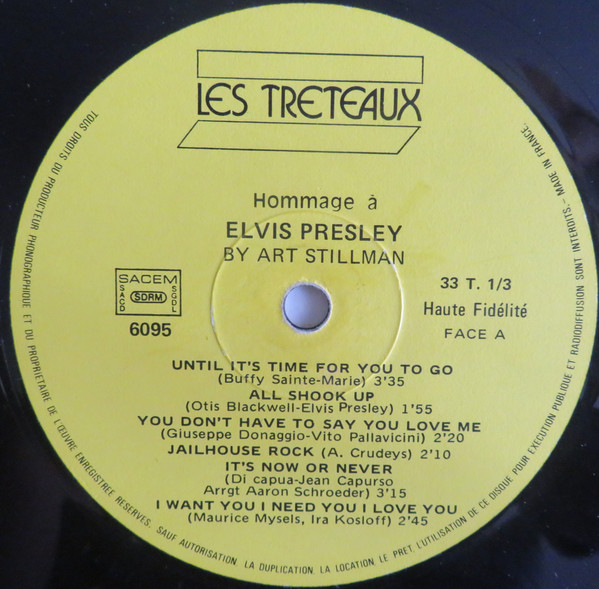 LES TRETEAUX
Hommage à
ELVIS PRESLEY
BY ART STILLMAN
SACEM
SACD
SDRM
SGDL
6095
33 T. 1/3
Haute Fidélité
FACE A
UNTIL IT'S TIME FOR YOU TO GO
(Buffy Sainte-Marie) 3'35
ALL SHOOK UP
(Otis Blackwell-Elvis Presley) 1'55
YOU DON'T HAVE TO SAY YOU LOVE ME
(Giuseppe Donaggio-Vito Pallavicini) 2'20
JAILHOUSE ROCK (A. Crudeys) 2'10
IT'S NOW OR NEVER
(Di capua-Jean Capurso
Arrgt Aaron Schroeder) 3'15
I WANT YOU I NEED YOU I LOVE YOU
(Maurice Mysels, Ira Kosloff) 2'45
TOUS DROITS DU PRODUCTEUR PHONOGRAPHIQUE ET DU PROPRIETAIRE DE L'ŒUVRE ENREGISTREE RESERVES. SAUF AUTORISATION. LA DUPLICATION. LA LOCATION. LE PRET. L'UTILISATION DE CE DISQUE POUR EXECUTION PUBLIQUE ET RADIODIFFUSION SONT INTERDITS. - MADE IN FRANCE.